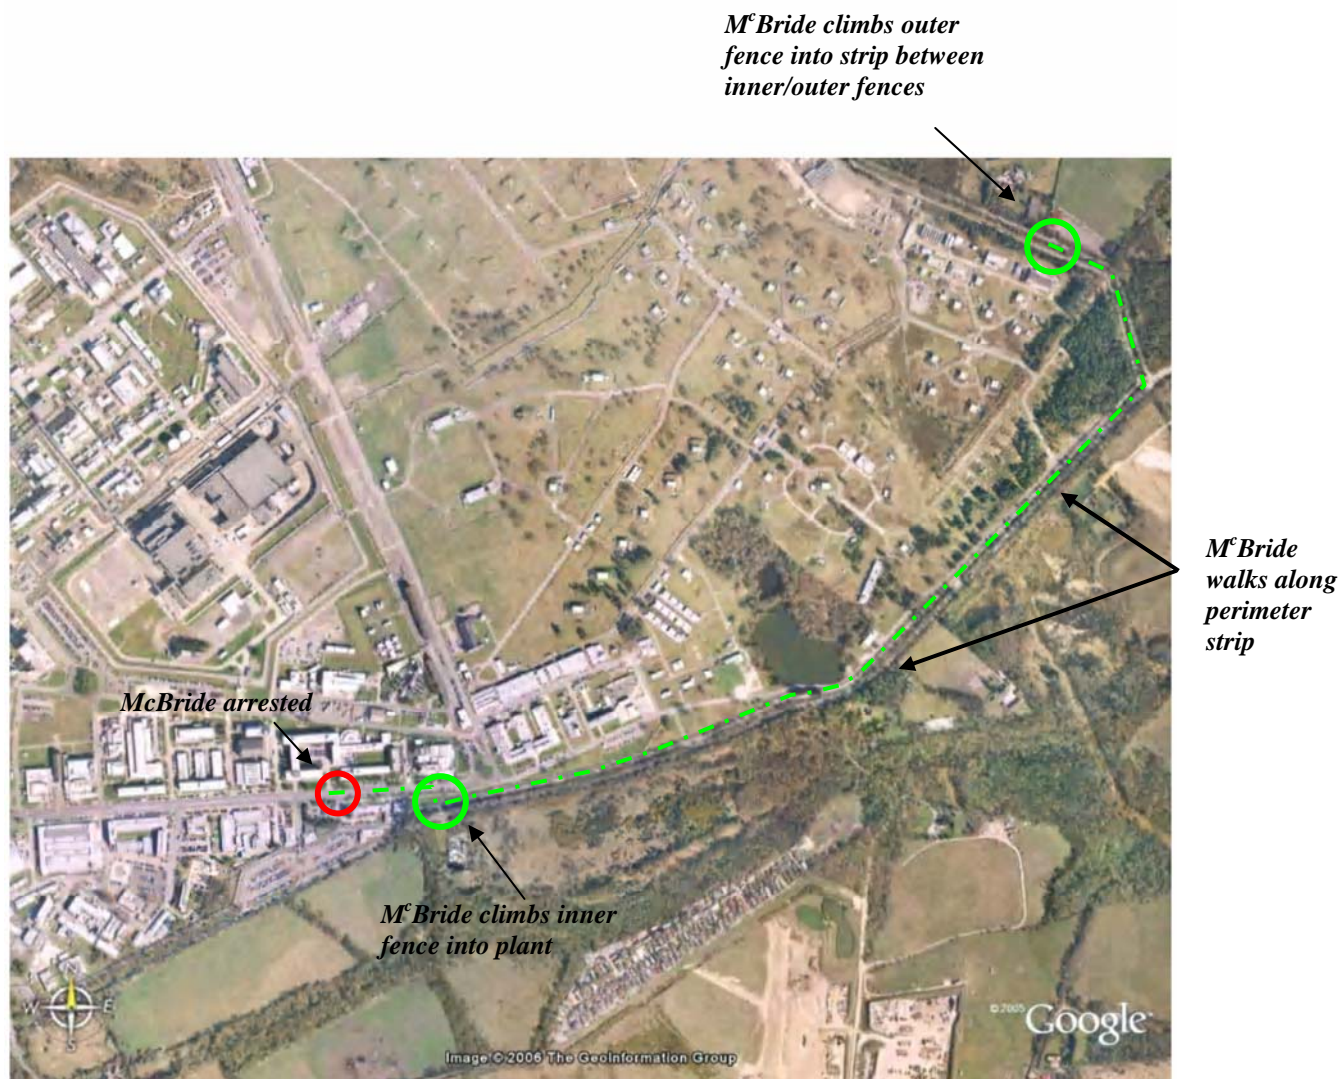 McBride climbs outer
fence into strip between
inner/outer fences
McBride
walks along
perimeter
strip
McBride arrested
McBride climbs inner
fence into plant
N
W E
S
©2005 Google
Image © 2006 The GeoInformation Group